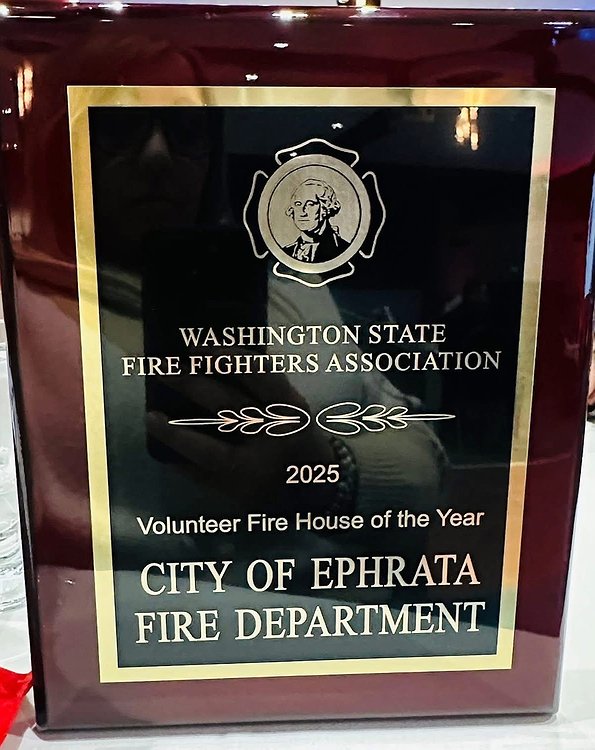 WASHINGTON STATE
FIRE FIGHTERS ASSOCIATION
2025
Volunteer Fire House of the Year
CITY OF EPHRATA
FIRE DEPARTMENT